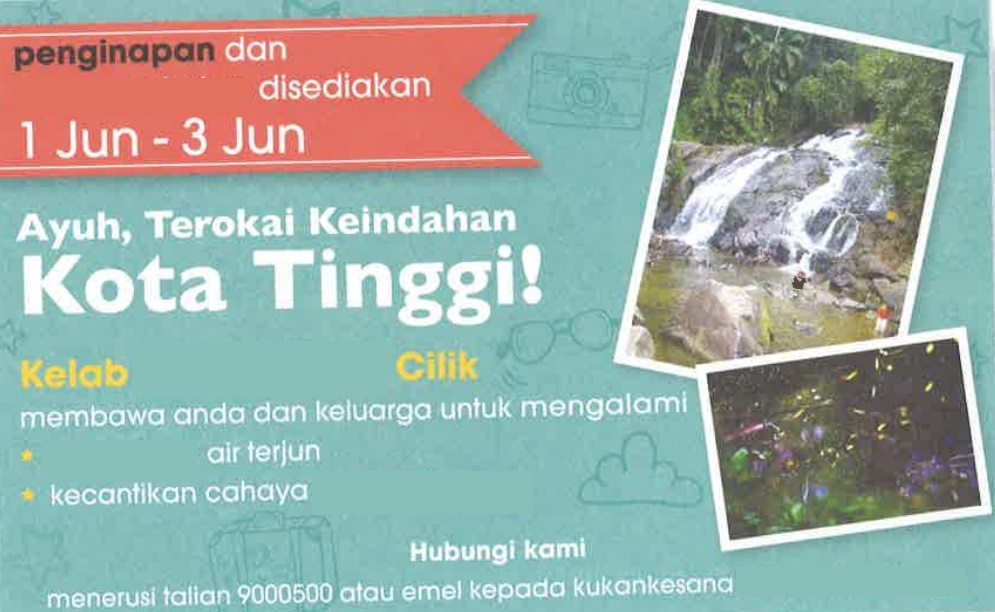 penginapan dan
disediakan
1 Jun - 3 Jun
Ayuh, Terokai Keindahan
Kota Tinggi!
Kelab Cilik
membawa anda dan keluarga untuk mengalami
air terjun
kecantikan cahaya
Hubungi kami
menerusi talian 9000500 atau emel kepada kukankesana